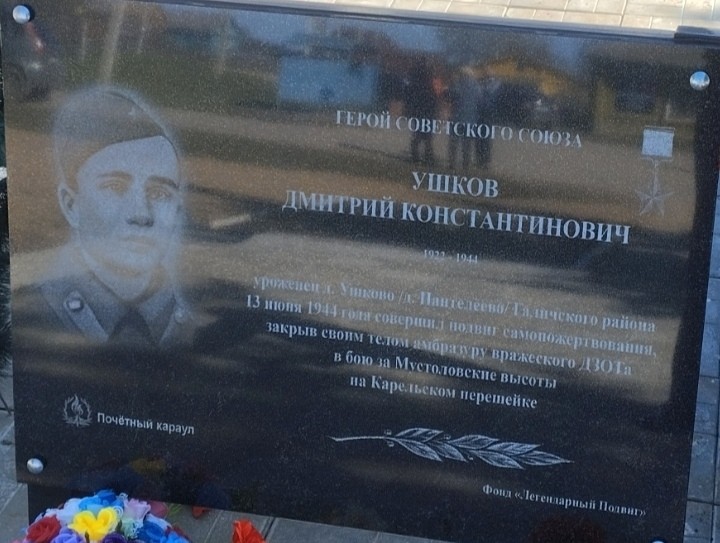 ГЕРОЙ СОВЕТСКОГО СОЮЗА
УШКОВ
ДМИТРИЙ КОНСТАНТИНОВИЧ
1922 - 1944
уроженец д. Ушково /д. Пантелеево/ Галичского района
13 июня 1944 года совершил подвиг самопожертвования,
закрыв своим телом амбразуру вражеского ДЗОТа
в бою за Мустоловские высоты
на Карельском перешейке
Почётный караул
Фонд «Легендарный Подвиг»